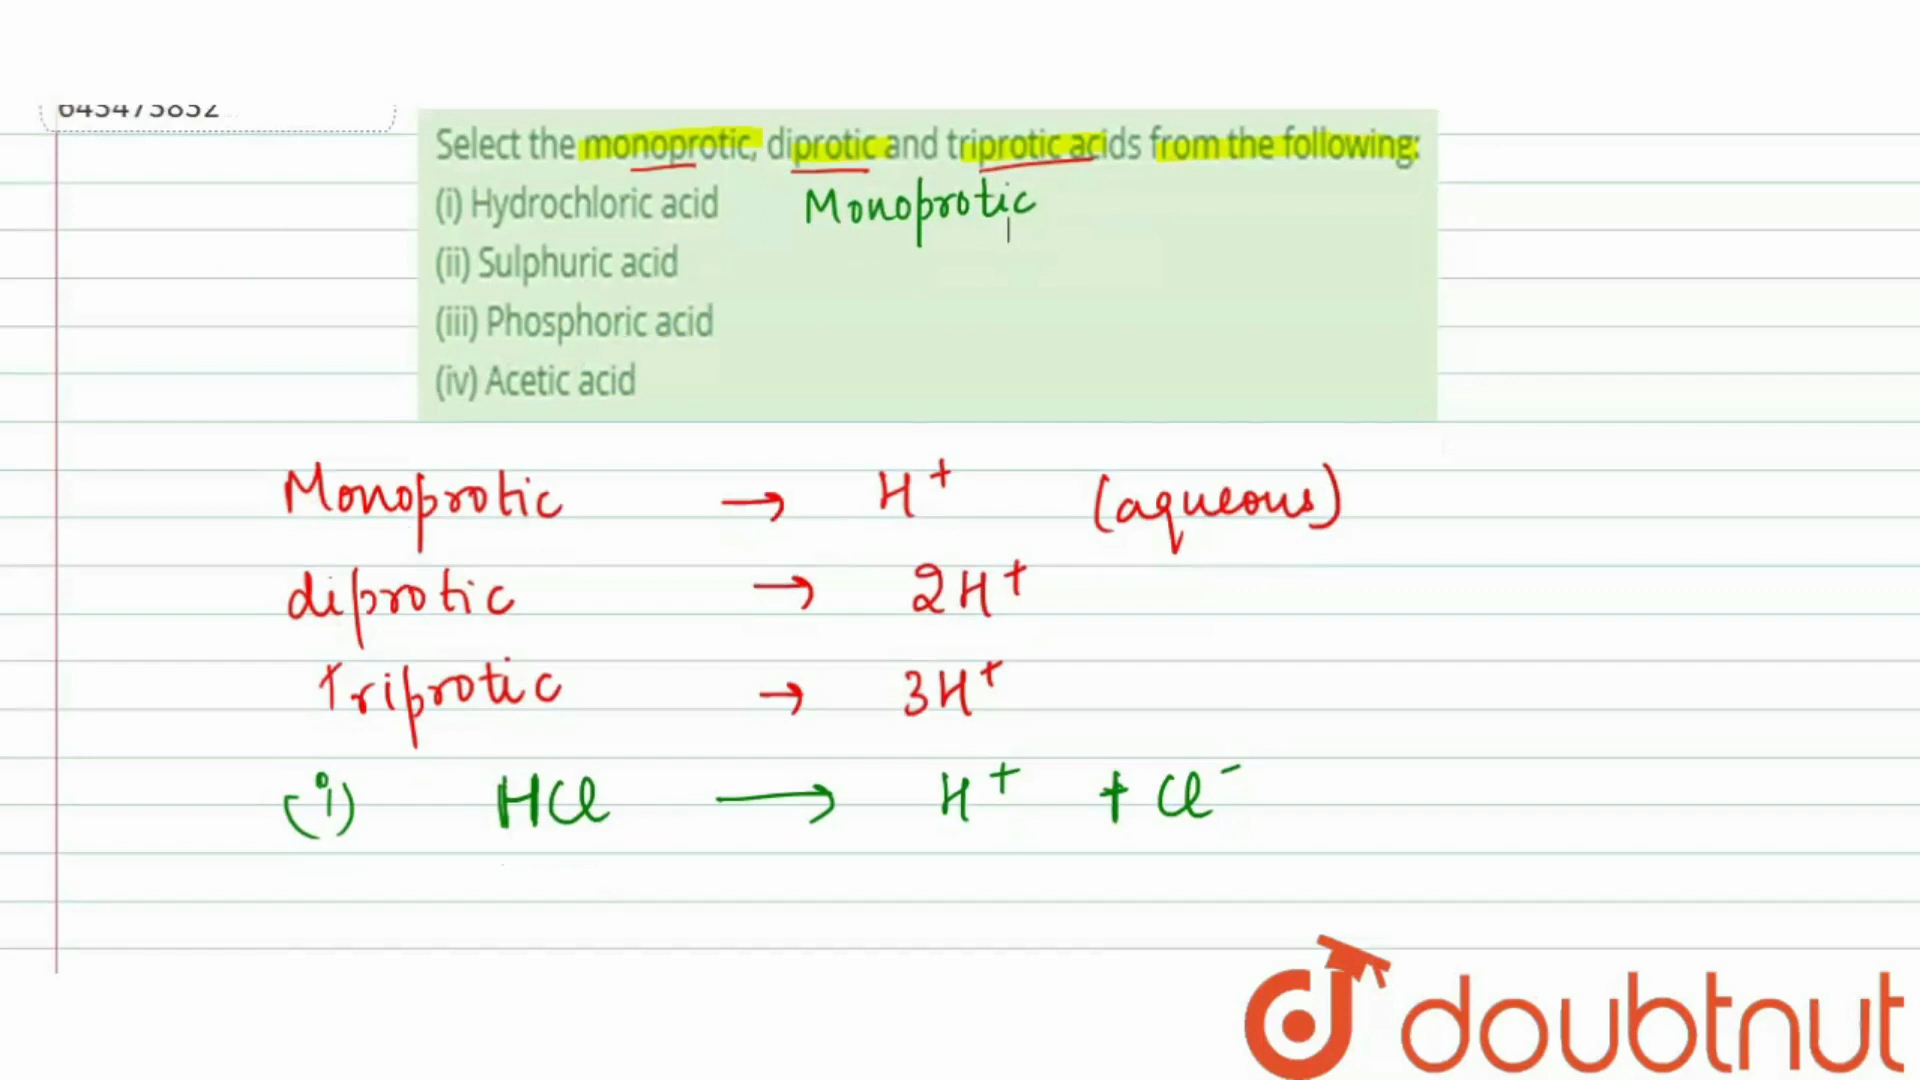 643473832
Select the monoprotic, diprotic and triprotic acids from the following:
(i) Hydrochloric acid Monoprotic
(ii) Sulphuric acid
(iii) Phosphoric acid
(iv) Acetic acid
Monoprotic → H⁺ (aqueous)
diprotic → 2H⁺
Triprotic → 3H⁺
(i) HCl ⟶ H⁺ + Cl⁻
doubtnut